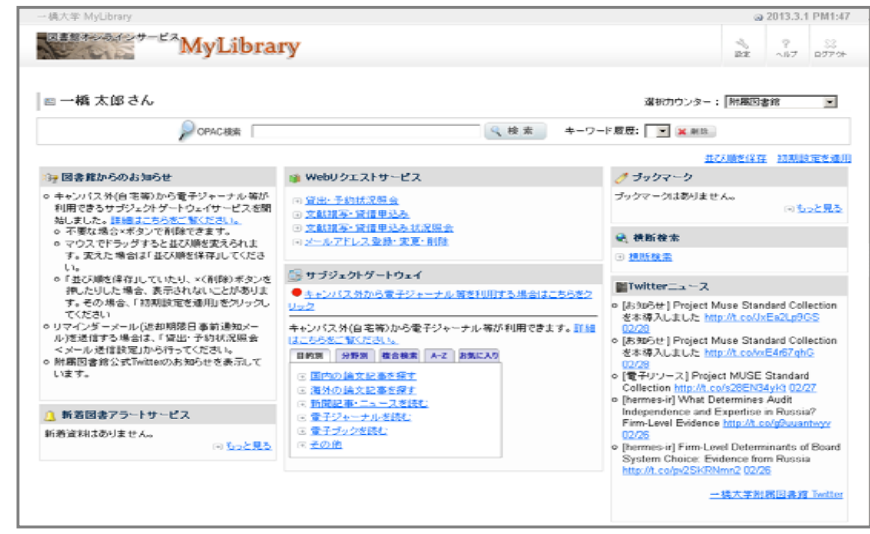 一橋大学 MyLibrary
2013.3.1 PM1:47
図書館オンラインサービス
MyLibrary
設定
ヘルプ
ログアウト
一橋 太郎さん
選択カウンター：
附属図書館
OPAC検索
検 索
キーワード履歴:
削除
並び順を保存 初期設定を適用
図書館からのお知らせ
キャンパス外(自宅等)から電子ジャーナル等が
利用できるサブジェクトゲートウェイサービスを開
始しました。詳細はこちらをご覧ください。
不要な場合×ボタンで削除できます。
マウスでドラッグすると並び順を変えられま
す。変えた場合は「並び順を保存」してくださ
い。
「並び順を保存」していたり、×(削除)ボタンを
押したりした場合、表示されないことがありま
す。その場合、「初期設定を適用」をクリックし
てください
リマインダーメール(返却期限日事前通知メー
ル)を送信する場合は、「貸出・予約状況照会
＜メール送信設定」から行ってください。
附属図書館公式Twitterのお知らせを表示して
います。
新着図書アラートサービス
新着資料はありません。
もっと見る
Webリクエストサービス
貸出・予約状況照会
文献複写・貸借申込み
文献複写・貸借申込み状況照会
メールアドレス登録・変更・削除
サブジェクトゲートウェイ
キャンパス外から電子ジャーナル等を利用する場合はこちらをク
リック
キャンパス外(自宅等)から電子ジャーナル等が利用できます。詳細
はこちらをご覧ください。
目的別 分野別 複合検索 A-Z お気に入り
国内の論文記事を探す
海外の論文記事を探す
新聞記事・ニュースを読む
電子ジャーナルを読む
電子ブックを読む
その他
ブックマーク
ブックマークはありません。
もっと見る
横断検索
横断検索
Twitterニュース
[お知らせ] Project Muse Standard Collection
を本導入しました http://t.co/JxEa2Lp9GS
02/28
[お知らせ] Project Muse Standard Collection
を本導入しました http://t.co/wxE4r67qhG
02/28
[電子リソース] Project MUSE Standard
Collection http://t.co/s28EN34yHt 02/27
[hermes-ir] What Determines Audit
Independence and Expertise in Russia?
Firm-Level Evidence http://t.co/g9uuantwyv
02/26
[hermes-ir] Firm-Level Determinants of Board
System Choice: Evidence from Russia
http://t.co/pv2SKRNmn2 02/26
一橋大学附属図書館 Twitter